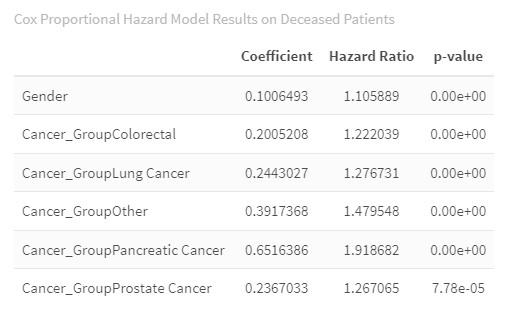 Cox Proportional Hazard Model Results on Deceased Patients
Coefficient Hazard Ratio p-value
Gender 0.1006493 1.105889 0.00e+00
Cancer_GroupColorectal 0.2005208 1.222039 0.00e+00
Cancer_GroupLung Cancer 0.2443027 1.276731 0.00e+00
Cancer_GroupOther 0.3917368 1.479548 0.00e+00
Cancer_GroupPancreatic Cancer 0.6516386 1.918682 0.00e+00
Cancer_GroupProstate Cancer 0.2367033 1.267065 7.78e-05